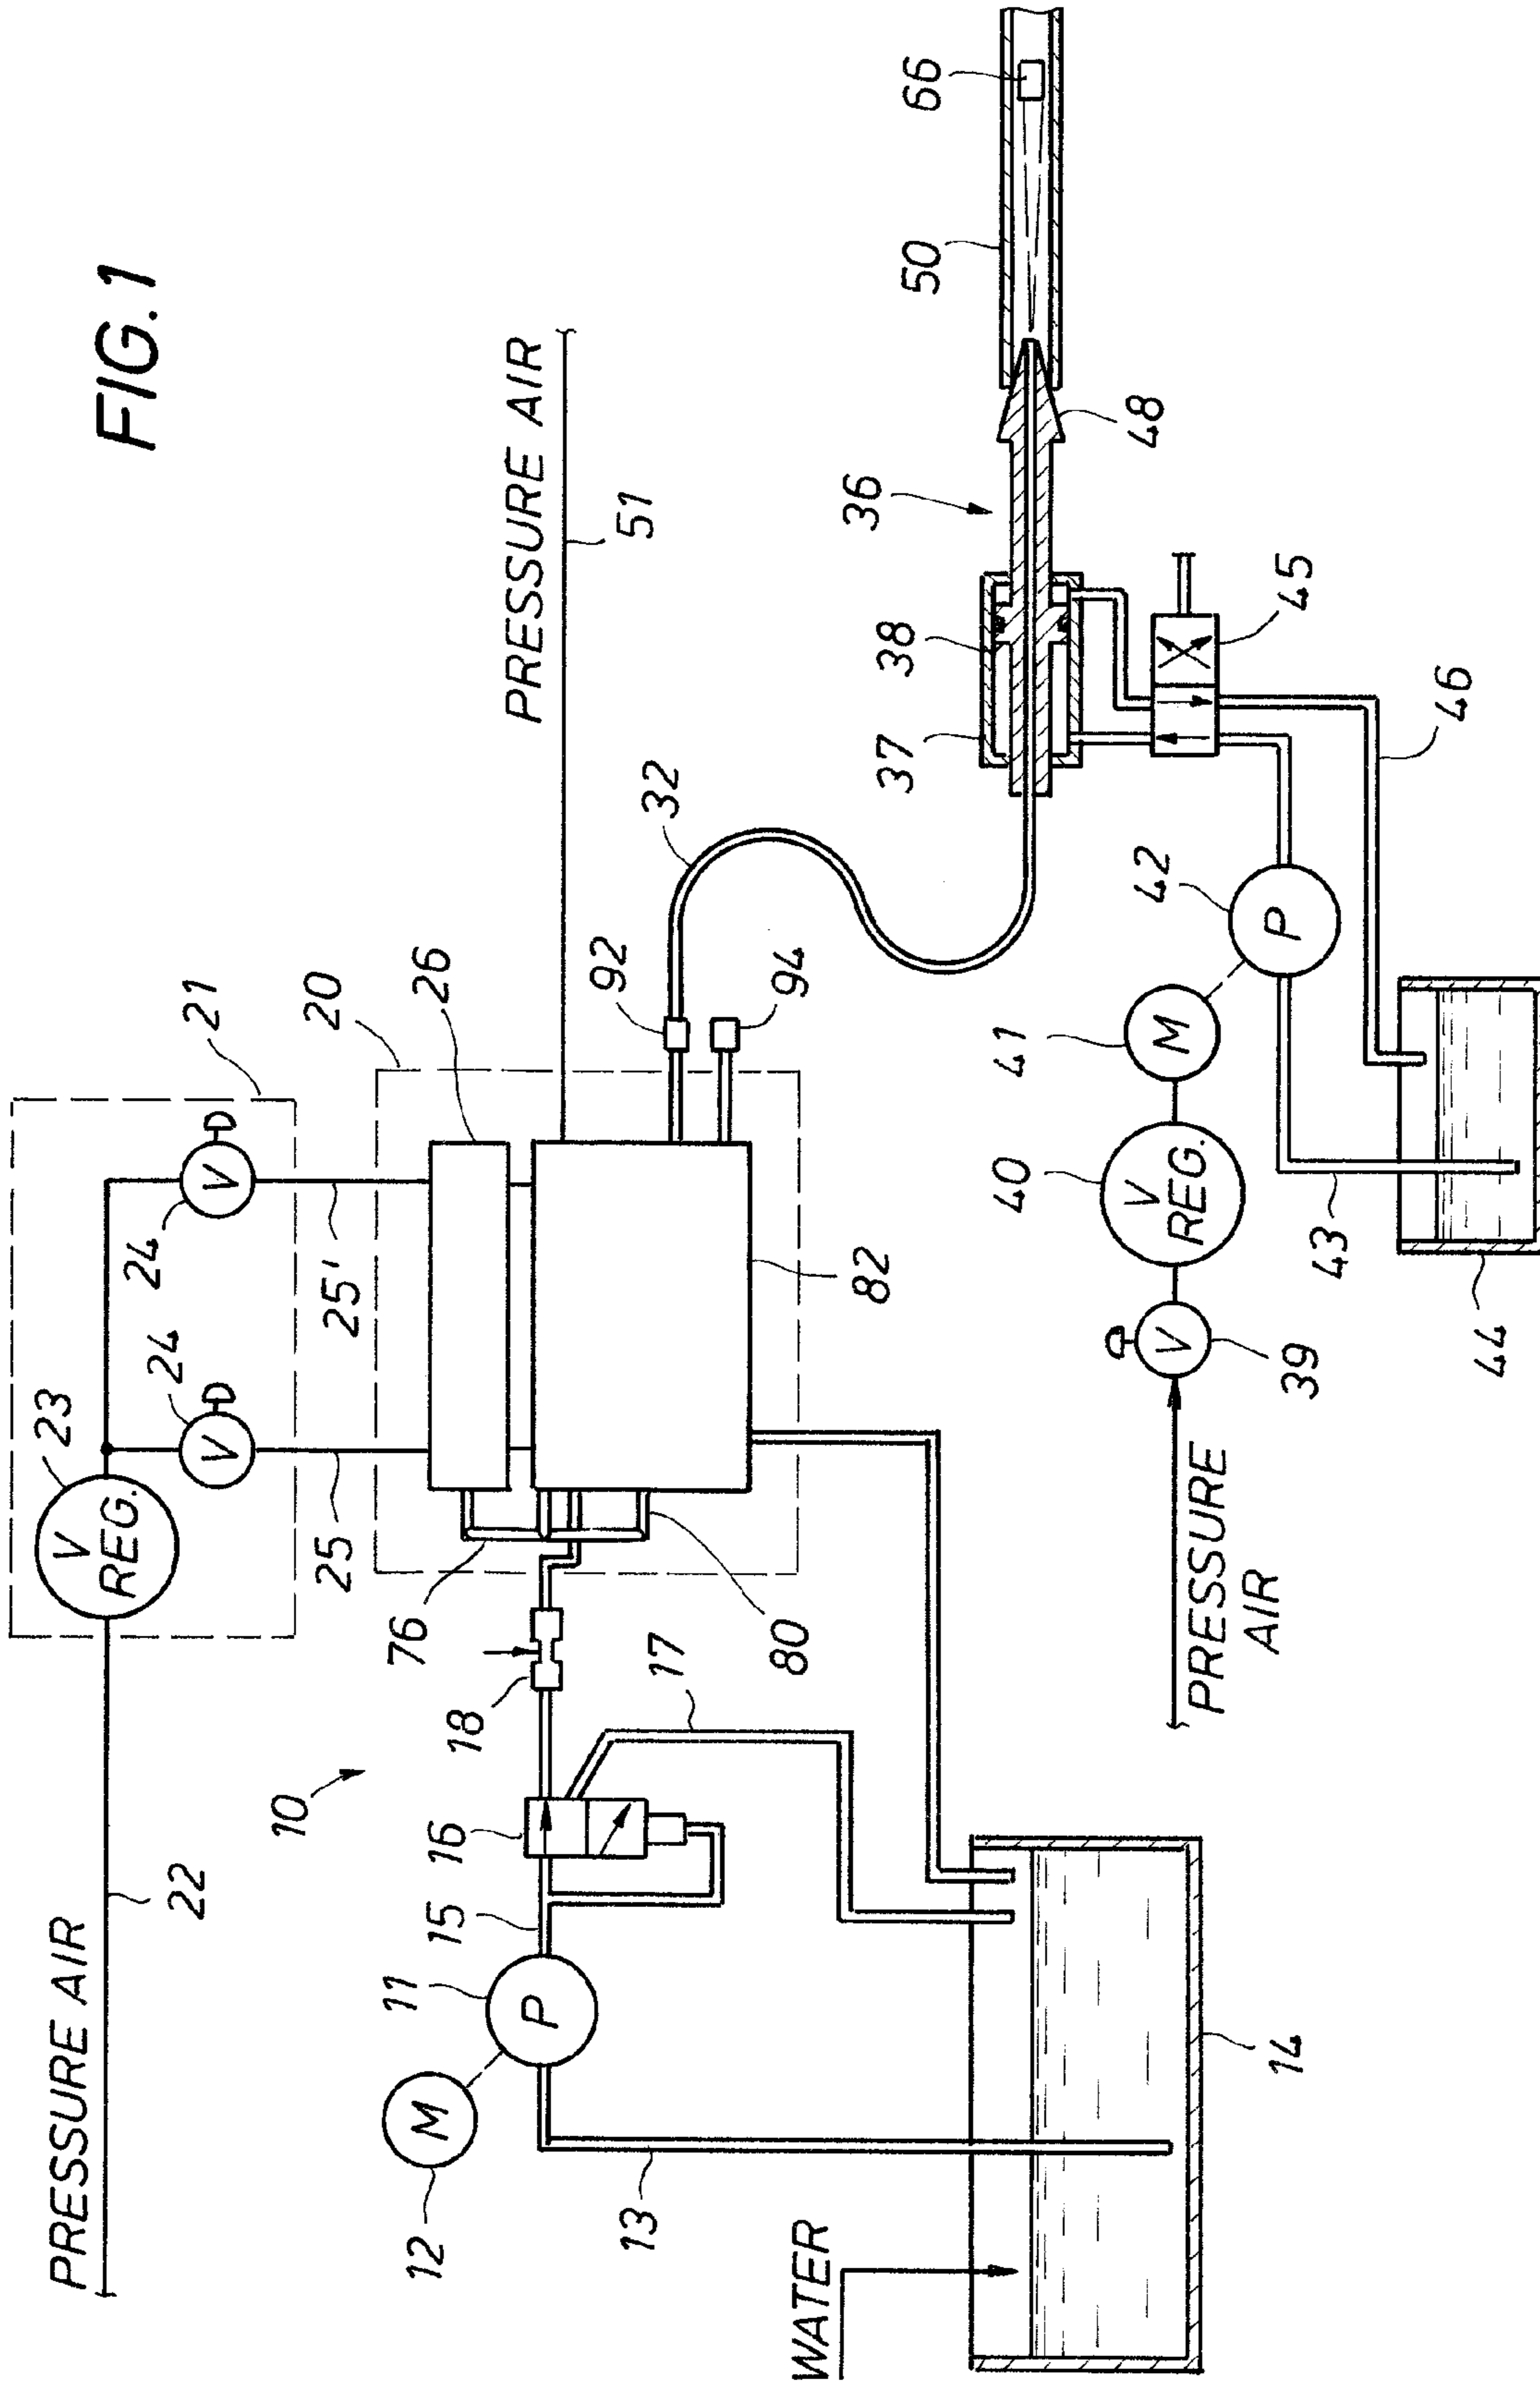 FIG.1
PRESSURE AIR
22
23
V
REG.
24
V
24
V
21
25
25'
20
26
PRESSURE AIR
51
10
76
80
82
92
94
32
12
M
11
P
15
16
18
17
13
WATER
14
36
37
38
48
50
66
PRESSURE
AIR
39
V
40
V
REG.
41
M
42
P
43
44
45
46